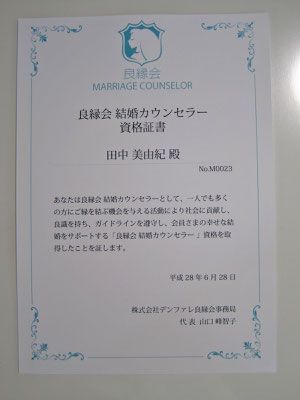 良縁会
MARRIAGE COUNSELOR
良縁会 結婚カウンセラー
資格証書
田中 美由紀 殿
No.M0023
あなたは良縁会 結婚カウンセラーとして、一人でも多く
の方にご縁を結ぶ機会を与える活動により社会に貢献し、
良識を持ち、ガイドラインを遵守し、会員さまの幸せな結
婚をサポートする「良縁会 結婚カウンセラー 」資格を取
得したことを証します。
平成 28 年 6 月 28 日
株式会社デンファレ良縁会事務局
代 表 山口 峰智子